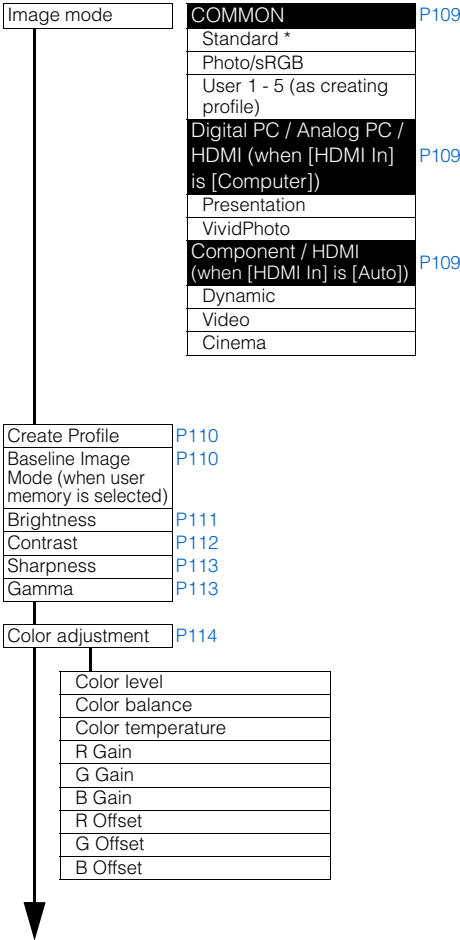 Image mode
COMMON P109
Standard *
Photo/sRGB
User 1 - 5 (as creating
profile)
Digital PC / Analog PC /
HDMI (when [HDMI In] P109
is [Computer])
Presentation
VividPhoto
Component / HDMI
(when [HDMI In] is [Auto]) P109
Dynamic
Video
Cinema
Create Profile P110
Baseline Image P110
Mode (when user
memory is selected)
Brightness P111
Contrast P112
Sharpness P113
Gamma P113
Color adjustment P114
Color level
Color balance
Color temperature
R Gain
G Gain
B Gain
R Offset
G Offset
B Offset